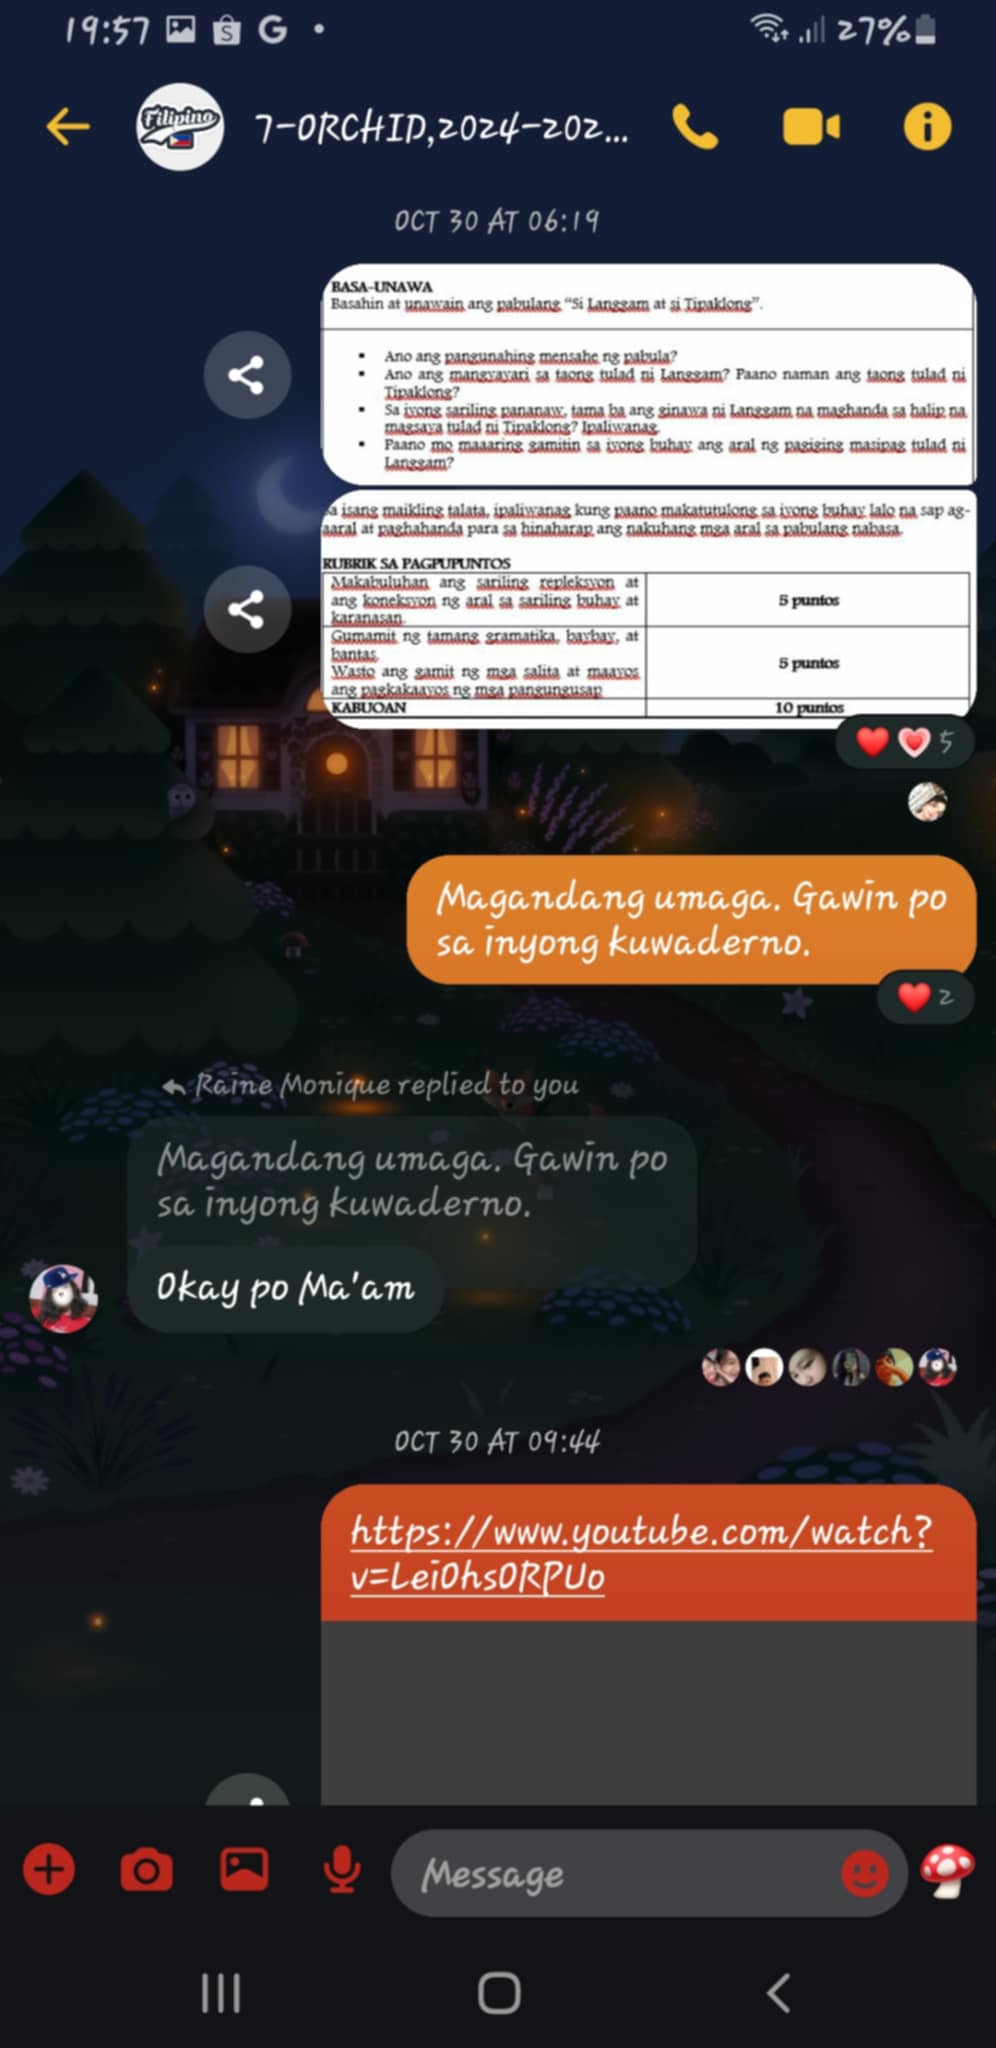 19:57
27%
Filipino
7-ORCHID,2024-202...
OCT 30 AT 06:19
BASA-UNAWA
Basahin at unawain ang pabulang “Si Langgam at si Tipaklong”.
▪ Ano ang pangunahing mensahe ng pabula?
▪ Ano ang mangyayari sa taong tulad ni Langgam? Paano naman ang taong tulad ni
Tipaklong?
▪ Sa iyong sariling pananaw, tama ba ang ginawa ni Langgam na maghanda sa halip na
magsaya tulad ni Tipaklong? Ipaliwanag.
▪ Paano mo maaaring gamitin sa iyong buhay ang aral ng pagiging masipag tulad ni
Langgam?
a isang maikling talata, ipaliwanag kung paano makatutulong sa iyong buhay lalo na sap ag-
aaral at paghahanda para sa hinaharap ang nakuhang mga aral sa pabulang nabasa.
RUBRIK SA PAGPUPUNTOS
Makabuluhan ang sariling repleksyon at
ang koneksyon ng aral sa sariling buhay at
karanasan.
5 puntos
Gumamit ng tamang gramatika, baybay, at
bantas.
Wasto ang gamit ng mga salita at maayos
ang pagkakaayos ng mga pangungusap
5 puntos
KABUOAN
10 puntos
5
Magandang umaga. Gawin po
sa inyong kuwaderno.
2
Raine Monique replied to you
Magandang umaga. Gawin po
sa inyong kuwaderno.
Okay po Ma'am
OCT 30 AT 09:44
https://www.youtube.com/watch?
v=Lei0hs0RPUo
Message